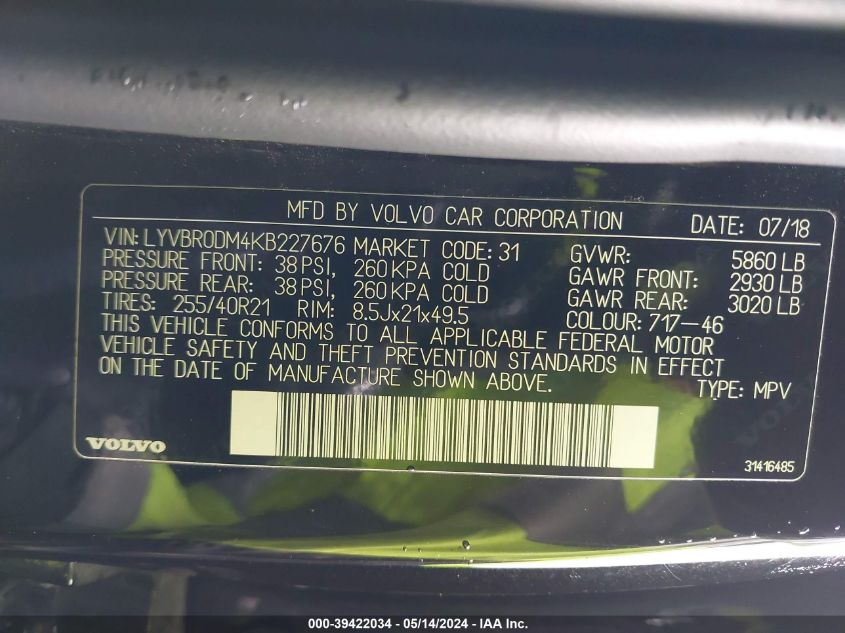 MFD BY VOLVO CAR CORPORATION DATE: 07/18
VIN: LYVBR0DM4KB227676 MARKET CODE: 31 GVWR: 5860 LB
PRESSURE FRONT: 38 PSI, 260 KPA COLD GAWR FRONT: 2930 LB
PRESSURE REAR: 38 PSI, 260 KPA COLD GAWR REAR: 3020 LB
TIRES: 255/40R21 RIM: 8.5Jx21x49.5 COLOUR: 717-46
THIS VEHICLE CONFORMS TO ALL APPLICABLE FEDERAL MOTOR
VEHICLE SAFETY AND THEFT PREVENTION STANDARDS IN EFFECT
ON THE DATE OF MANUFACTURE SHOWN ABOVE. TYPE: MPV
VOLVO
31416485
000-39422034 - 05/14/2024 - IAA Inc.